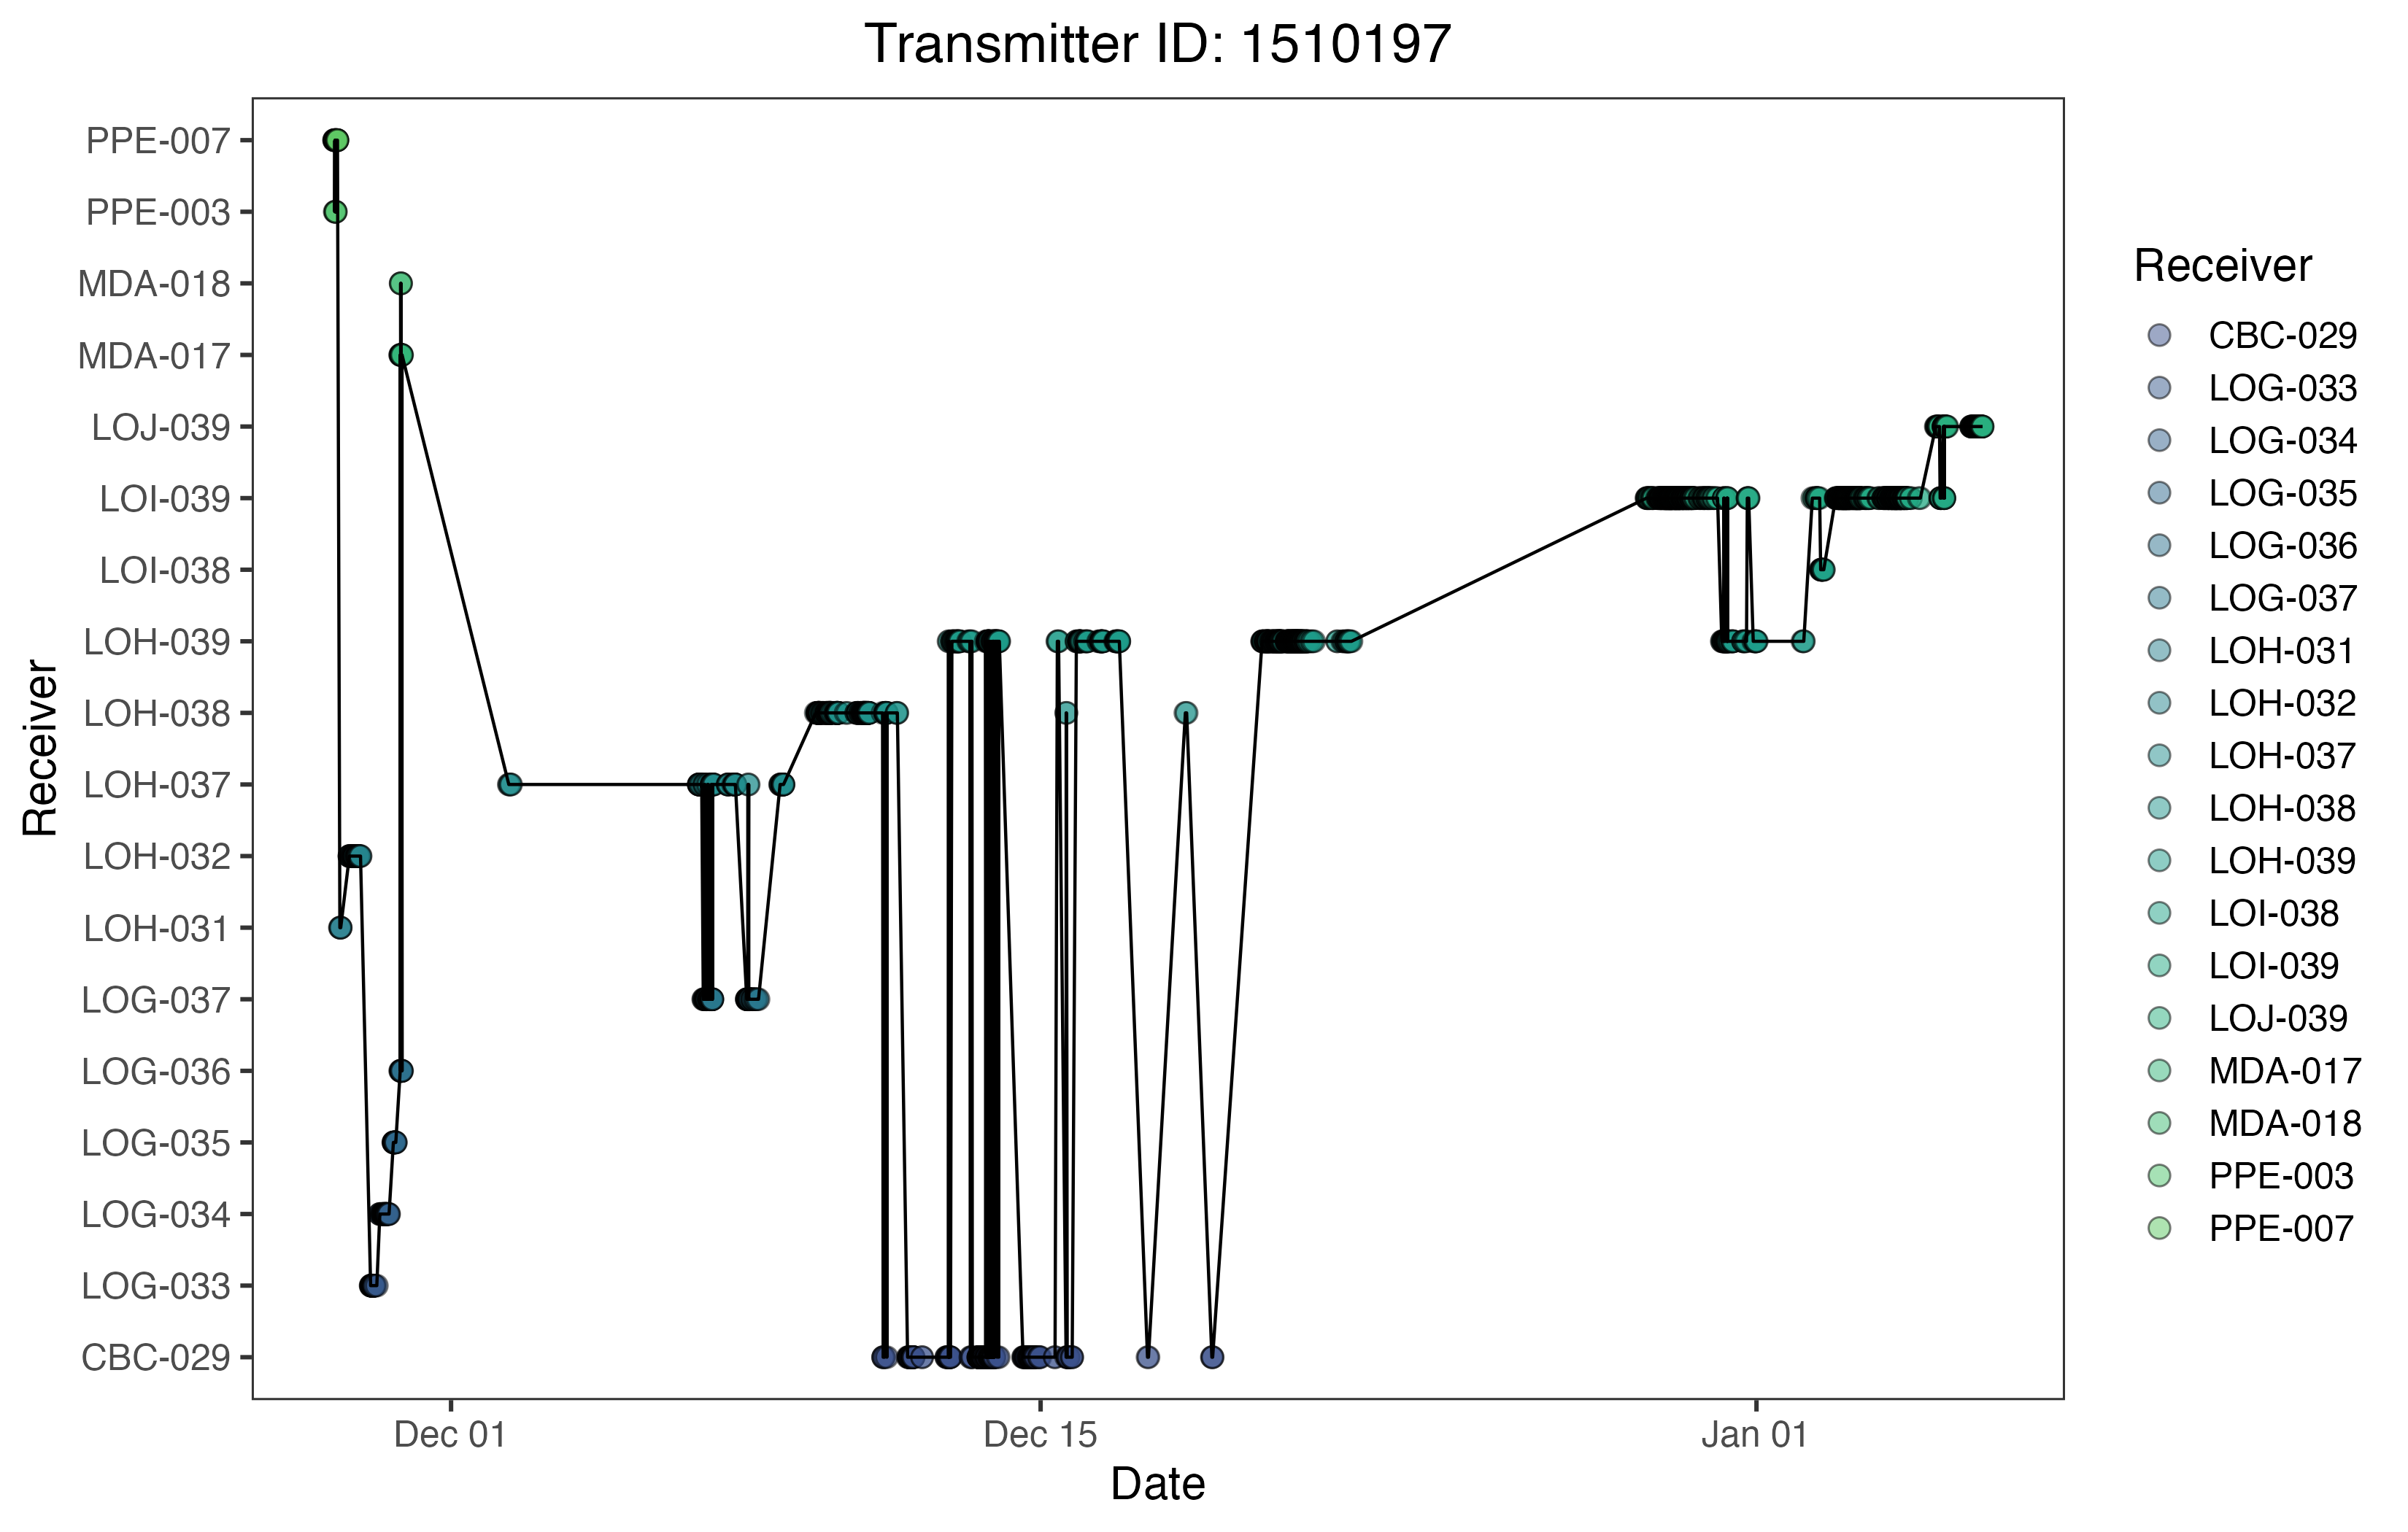 Transmitter ID: 1510197
Receiver
PPE-007
PPE-003
MDA-018
MDA-017
LOJ-039
LOI-039
LOI-038
LOH-039
LOH-038
LOH-037
LOH-032
LOH-031
LOG-037
LOG-036
LOG-035
LOG-034
LOG-033
CBC-029
Dec 01
Dec 15
Jan 01
Date
Receiver
CBC-029
LOG-033
LOG-034
LOG-035
LOG-036
LOG-037
LOH-031
LOH-032
LOH-037
LOH-038
LOH-039
LOI-038
LOI-039
LOJ-039
MDA-017
MDA-018
PPE-003
PPE-007